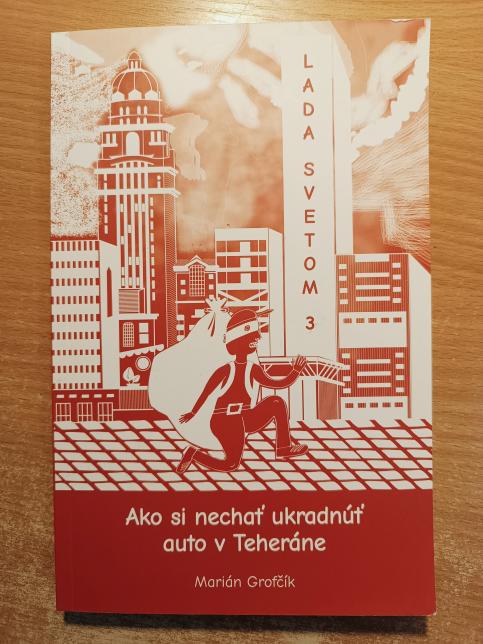 LADA SVETOM 3
Ako si nechať ukradnúť
auto v Teheráne
Marián Grofčík